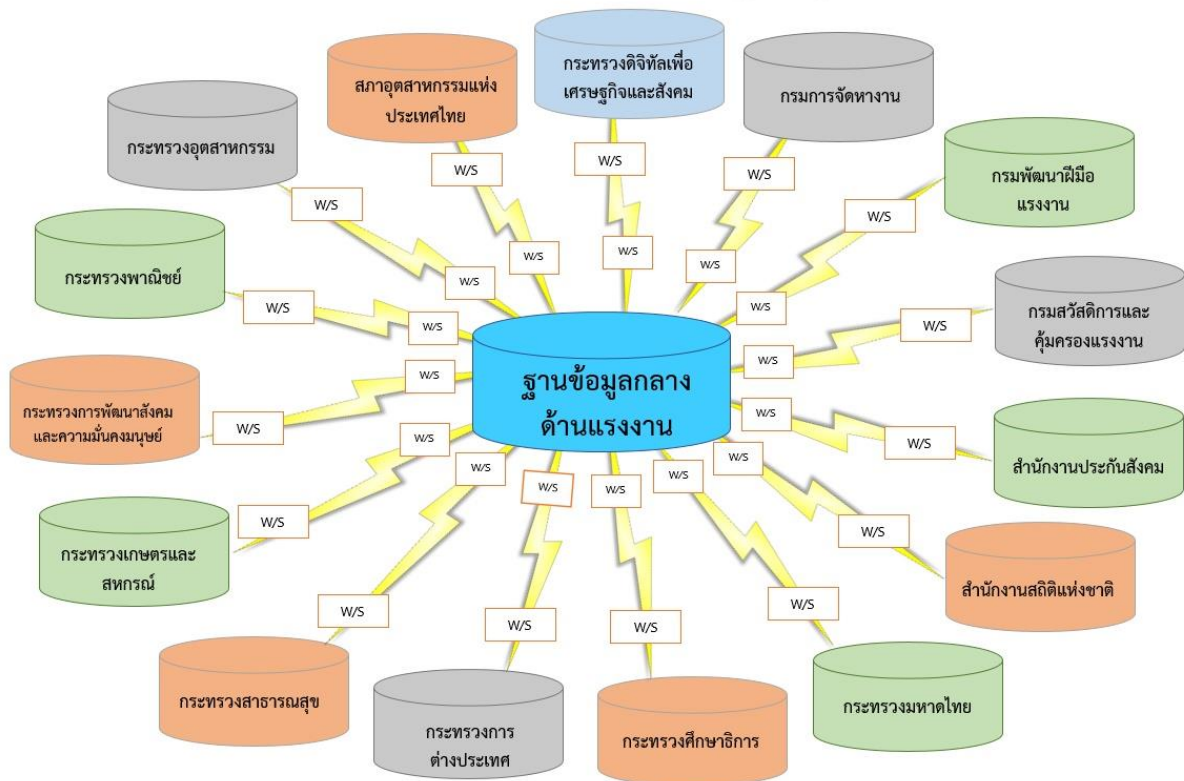 กระทรวงดิจิทัลเพื่อ
เศรษฐกิจและสังคม
สภาอุตสาหกรรมแห่ง
ประเทศไทย
กรมการจัดหางาน
กระทรวงอุตสาหกรรม
กรมพัฒนาฝีมือ
แรงงาน
W/S
W/S
W/S
W/S
W/S
W/S
กระทรวงพาณิชย์
W/S
W/S
W/S
W/S
W/S
W/S
W/S
W/S
W/S
W/S
กรมสวัสดิการและ
คุ้มครองแรงงาน
W/S
W/S
ฐานข้อมูลกลาง
ด้านแรงงาน
กระทรวงการพัฒนาสังคม
และความมั่นคงมนุษย์
W/S
W/S
W/S
สำนักงานประกันสังคม
W/S
W/S
W/S
W/S
W/S
W/S
W/S
W/S
W/S
กระทรวงเกษตรและ
สหกรณ์
สำนักงานสถิติแห่งชาติ
W/S
W/S
W/S
W/S
กระทรวงสาธารณสุข
กระทรวงการ
ต่างประเทศ
กระทรวงศึกษาธิการ
กระทรวงมหาดไทย